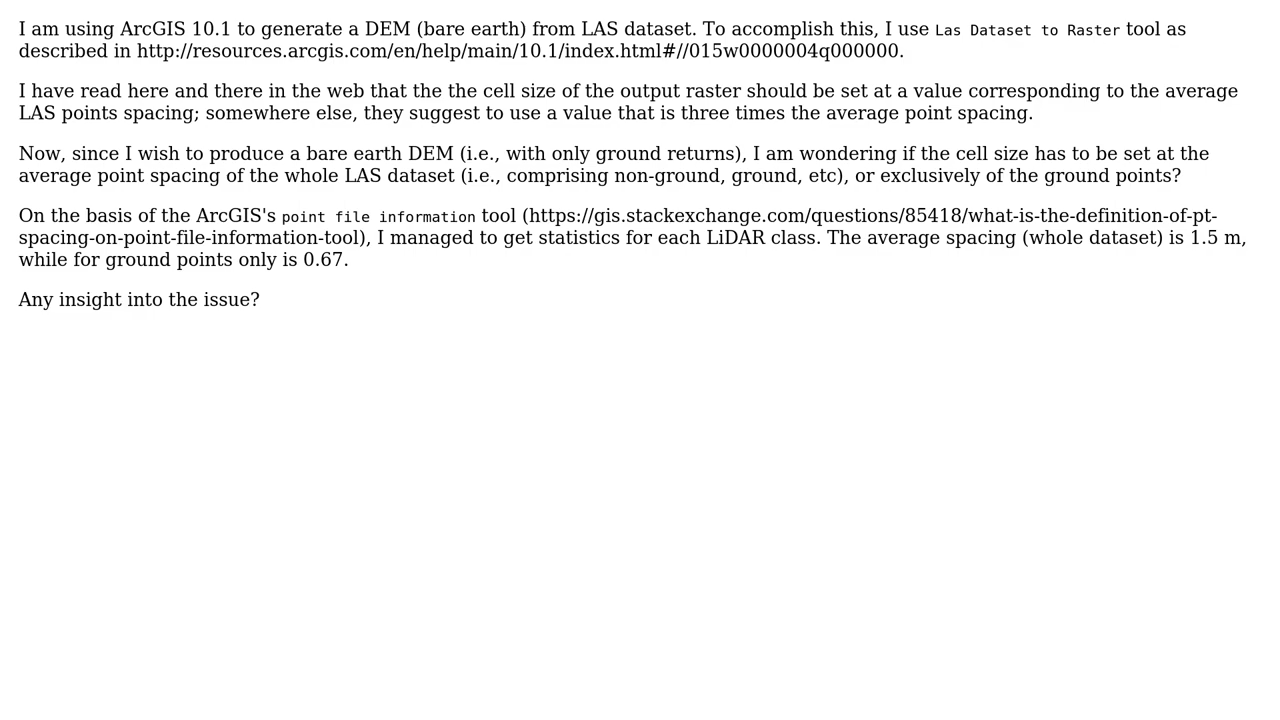 I am using ArcGIS 10.1 to generate a DEM (bare earth) from LAS dataset. To accomplish this, I use Las Dataset to Raster tool as
described in http://resources.arcgis.com/en/help/main/10.1/index.html#//015w0000004q000000.
I have read here and there in the web that the the cell size of the output raster should be set at a value corresponding to the average
LAS points spacing; somewhere else, they suggest to use a value that is three times the average point spacing.
Now, since I wish to produce a bare earth DEM (i.e., with only ground returns), I am wondering if the cell size has to be set at the
average point spacing of the whole LAS dataset (i.e., comprising non-ground, ground, etc), or exclusively of the ground points?
On the basis of the ArcGIS's point file information tool (https://gis.stackexchange.com/questions/85418/what-is-the-definition-of-pt-
spacing-on-point-file-information-tool), I managed to get statistics for each LiDAR class. The average spacing (whole dataset) is 1.5 m,
while for ground points only is 0.67.
Any insight into the issue?